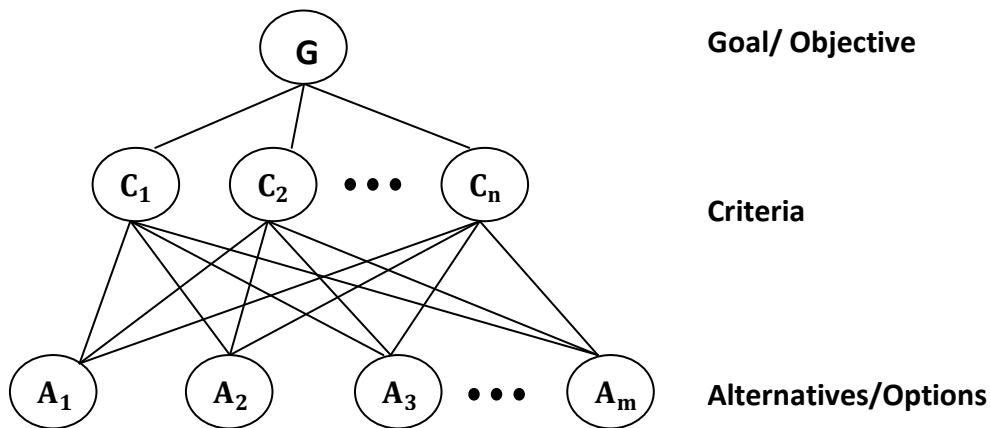 G
Goal/ Objective
C₁ C₂ ••• Cₙ
Criteria
A₁ A₂ A₃ ••• Aₘ
Alternatives/Options